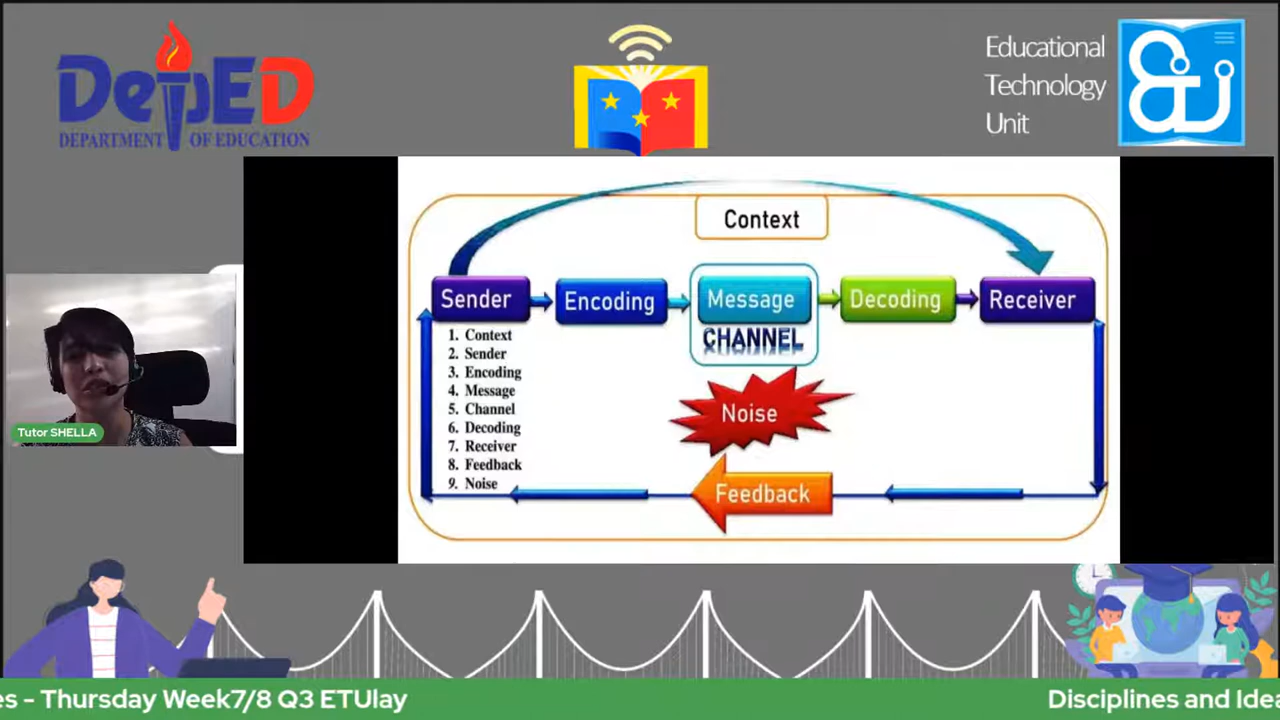 DepED
DEPARTMENT OF EDUCATION
Educational
Technology
Unit
Context
Sender
Encoding
Message
Decoding
Receiver
CHANNEL
1. Context
2. Sender
3. Encoding
4. Message
5. Channel
6. Decoding
7. Receiver
8. Feedback
9. Noise
Noise
Feedback
Tutor SHELLA
es - Thursday Week7/8 Q3 ETUlay
Disciplines and Idea